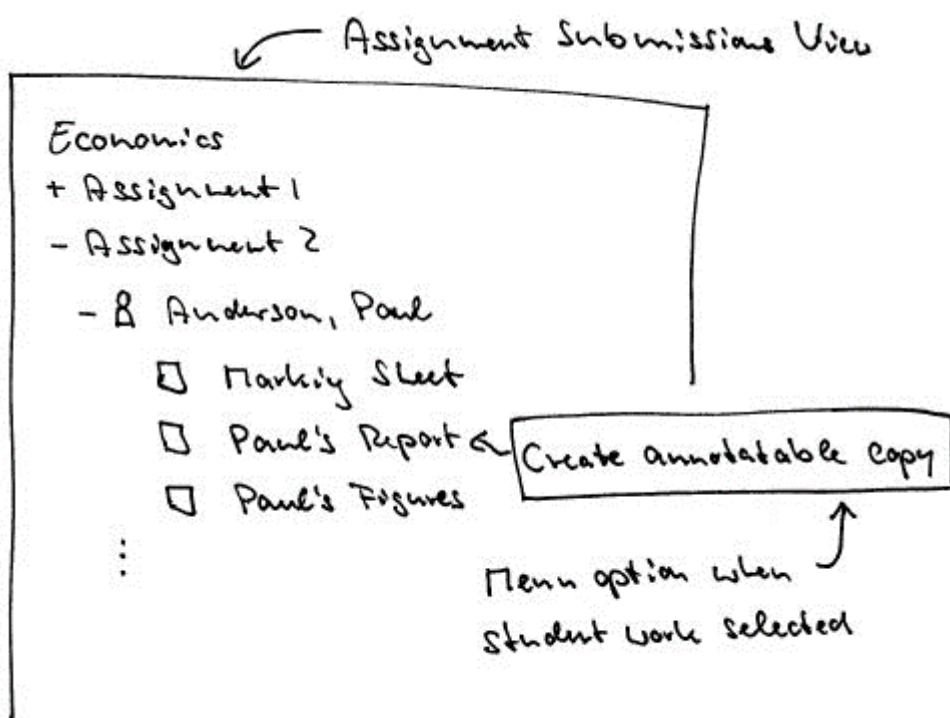 Assignment Submissions View
Economics
+ Assignment 1
- Assignment 2
- Anderson, Paul
Marking Sheet
Paul's Report
Create annotatable copy
Paul's Figures
⋮
Menu option when
student work selected